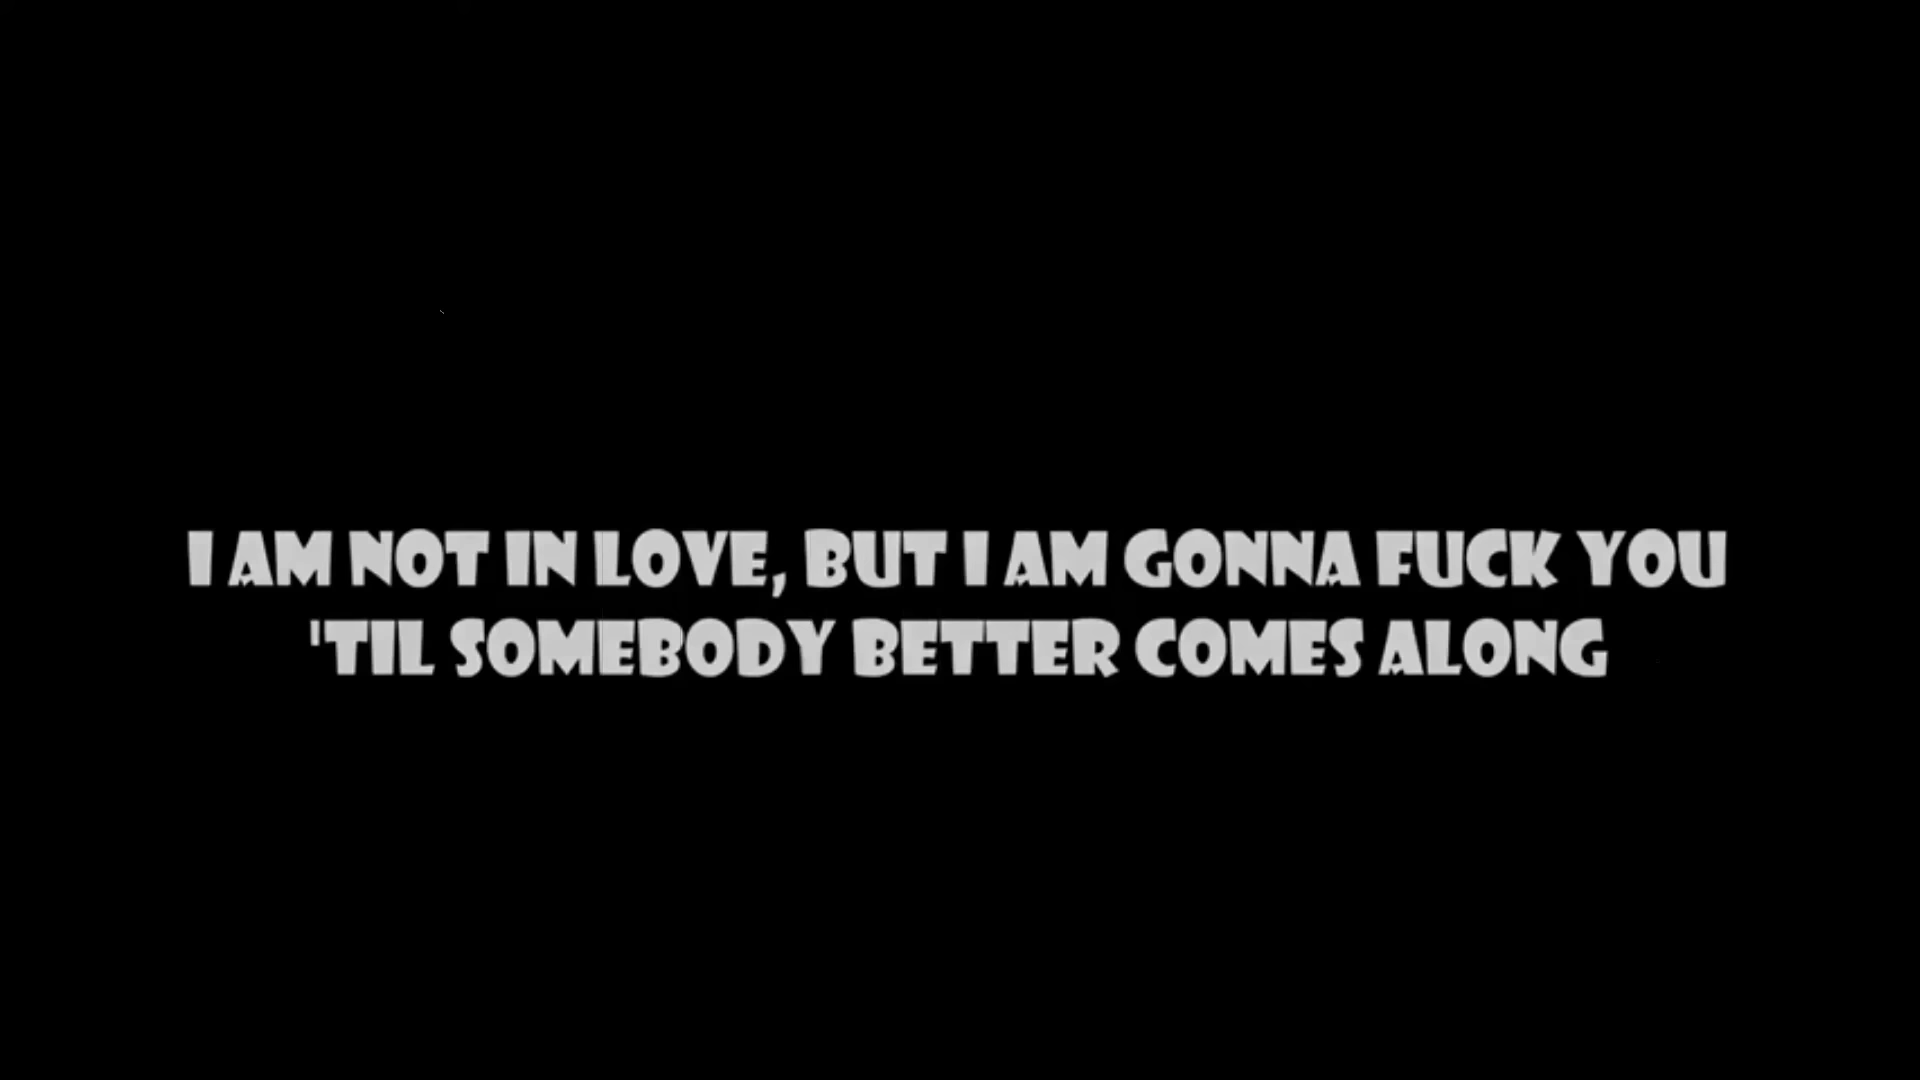 I AM NOT IN LOVE, BUT I AM GONNA FUCK YOU
'TIL SOMEBODY BETTER COMES ALONG